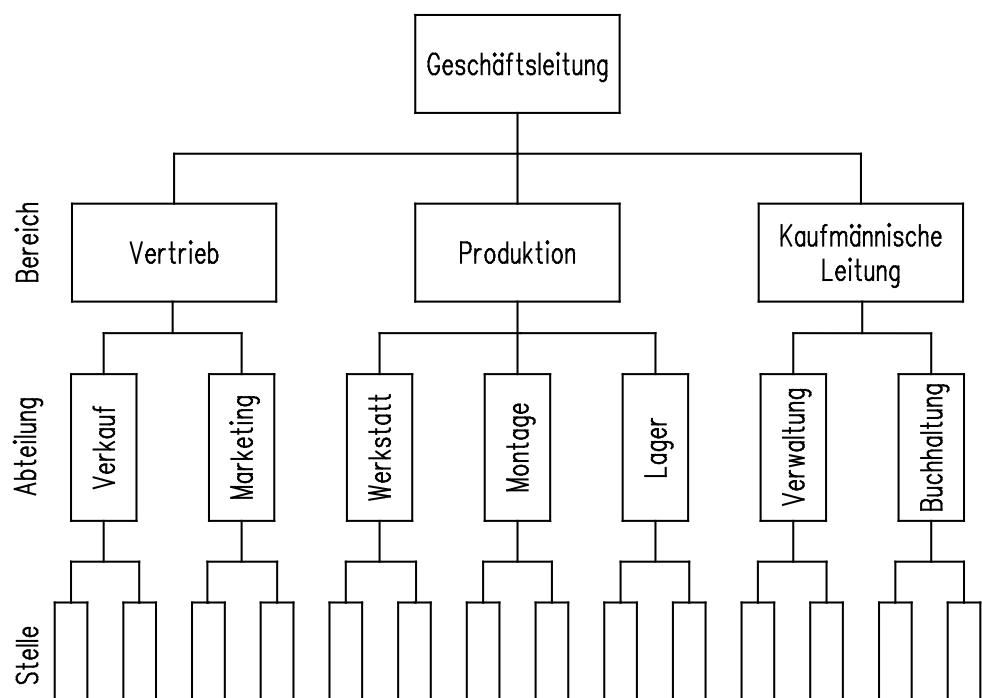 Geschäftsleitung
Bereich
Vertrieb
Produktion
Kaufmännische
Leitung
Abteilung
Verkauf
Marketing
Werkstatt
Montage
Lager
Verwaltung
Buchhaltung
Stelle